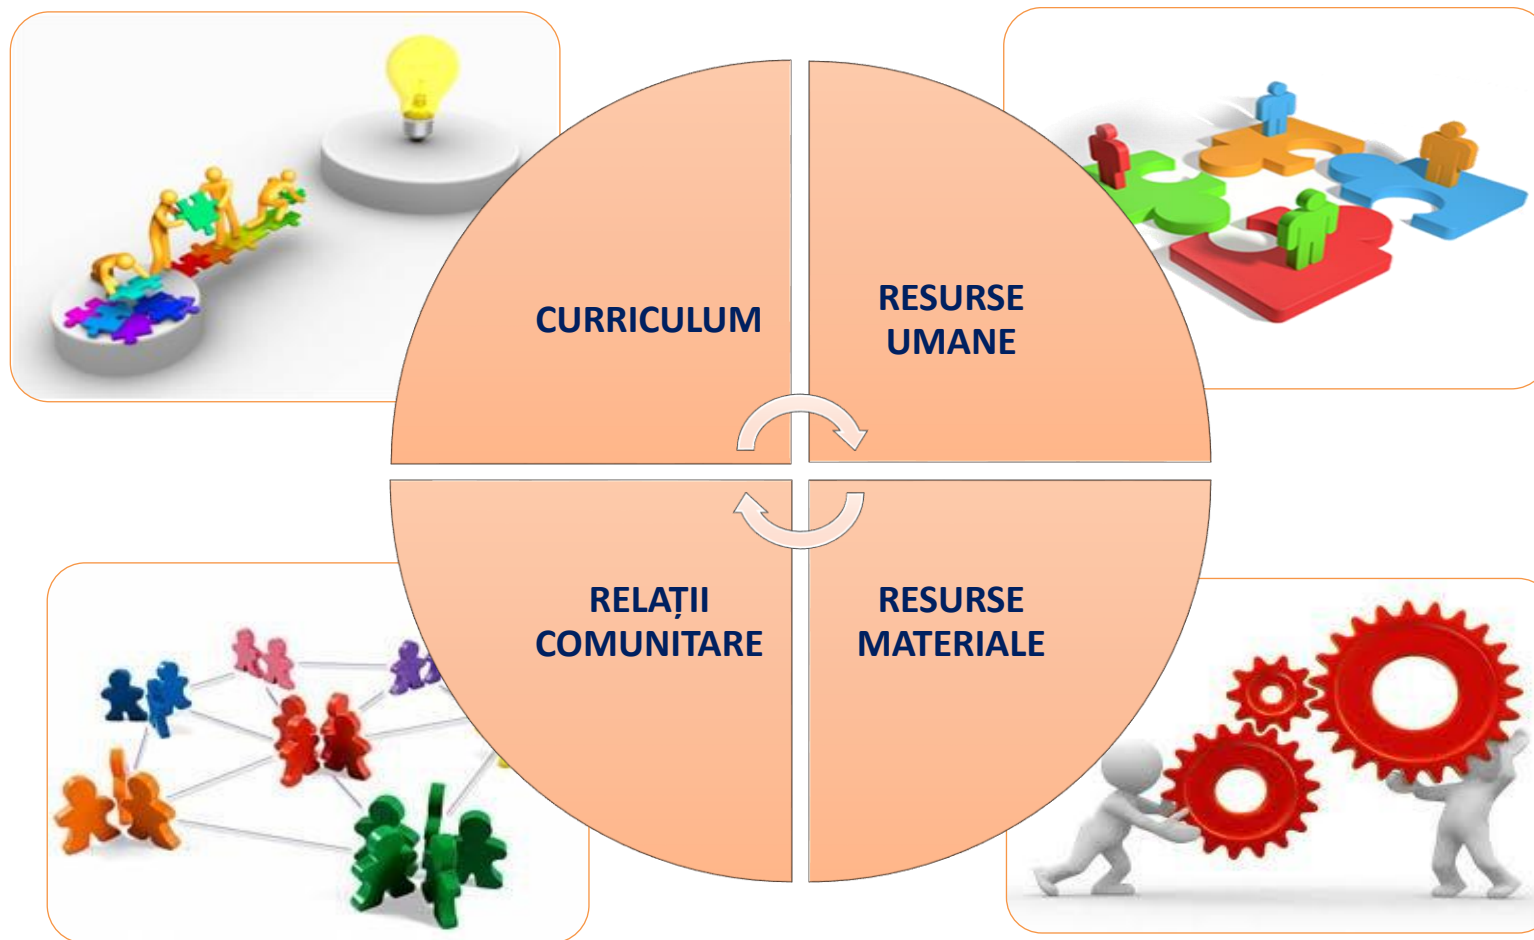 CURRICULUM
RESURSE
UMANE
RELAȚII
COMUNITARE
RESURSE
MATERIALE